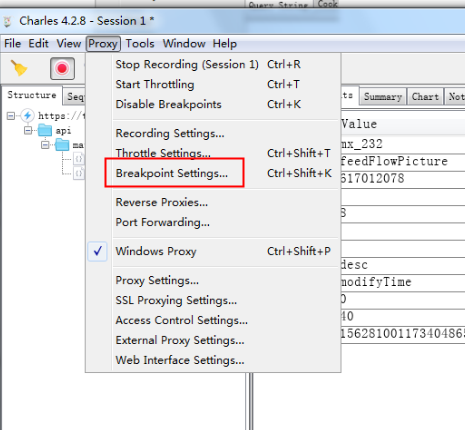 Query String Cook
Charles 4.2.8 - Session 1 *
File Edit View Proxy Tools Window Help
Stop Recording (Session 1) Ctrl+R
Start Throttling Ctrl+T
Disable Breakpoints Ctrl+K
Recording Settings...
Throttle Settings... Ctrl+Shift+T
Breakpoint Settings... Ctrl+Shift+K
Reverse Proxies...
Port Forwarding...
Windows Proxy Ctrl+Shift+P
Proxy Settings...
SSL Proxying Settings...
Access Control Settings...
External Proxy Settings...
Web Interface Settings...
Structure Seq
https://t
api
ma
ts Summary Chart Not
Value
mx_232
feedFlowPicture
617012078
8
desc
modifyTime
0
40
156281001173404865